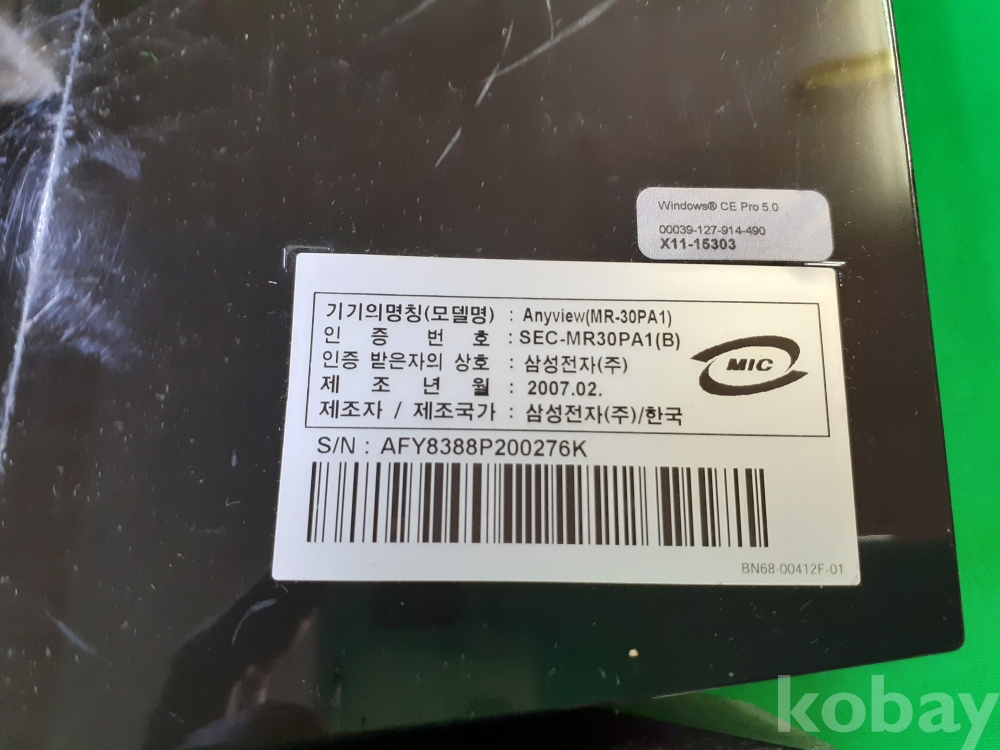 Windows® CE Pro 5.0
00039-127-914-490
X11-15303
기기의명칭(모델명) : Anyview(MR-30PA1)
인 증 번 호 : SEC-MR30PA1(B)
인증 받은자의 상호 : 삼성전자(주)
제 조 년 월 : 2007.02.
제조자 / 제조국가 : 삼성전자(주)/한국
MIC
S/N : AFY8388P200276K
BN68-00412F-01
kobay